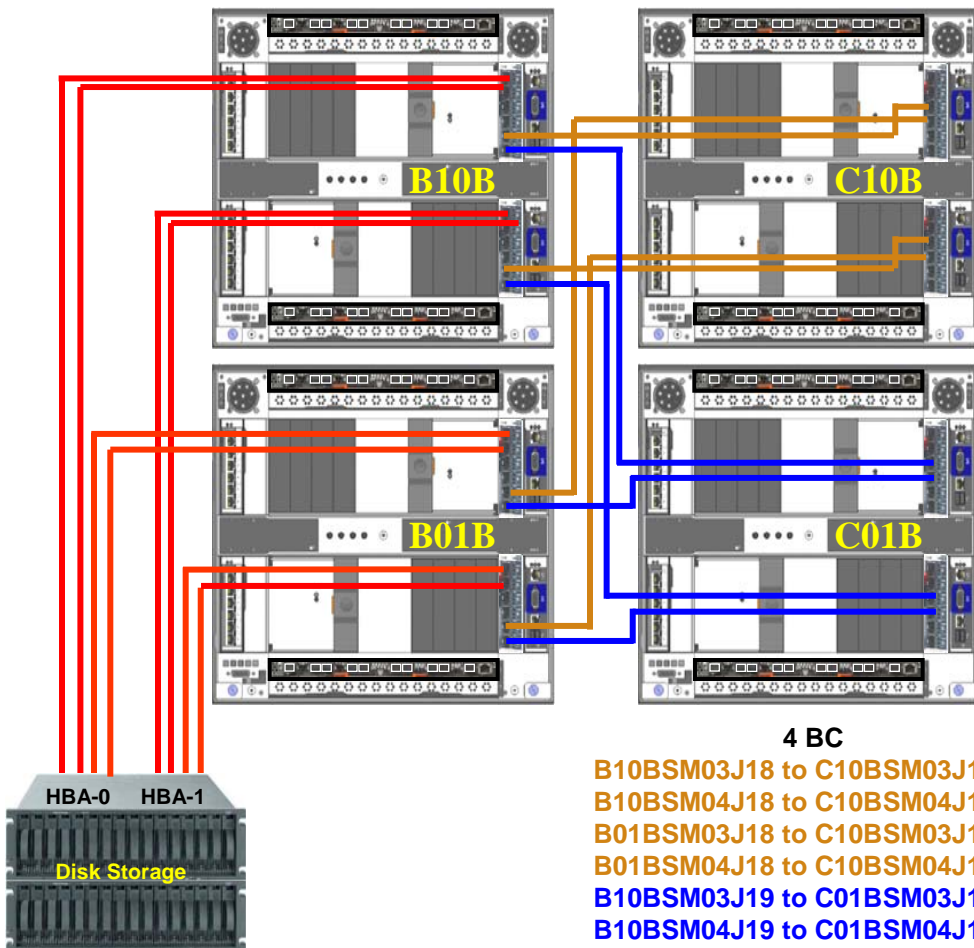 B10B
C10B
B01B
C01B
HBA-0 HBA-1
Disk Storage
4 BC
B10BSM03J18 to C10BSM03J1
B10BSM04J18 to C10BSM04J1
B01BSM03J18 to C10BSM03J1
B01BSM04J18 to C10BSM04J1
B10BSM03J19 to C01BSM03J1
B10BSM04J19 to C01BSM04J1